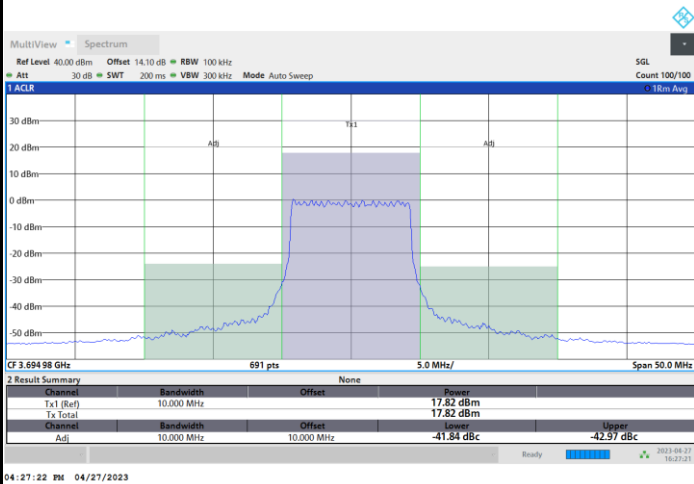 MultiView Spectrum
Ref Level 40.00 dBm Offset 14.10 dB RBW 100 kHz SGL
Att 30 dB SWT 200 ms VBW 300 kHz Mode Auto Sweep Count 100/100
1 ACLR 1Rm Avg
30 dBm
Tx1
20 dBm Adj Adj
10 dBm
0 dBm
-10 dBm
-20 dBm
-30 dBm
-40 dBm
-50 dBm
CF 3.694 98 GHz 691 pts 5.0 MHz/ Span 50.0 MHz
2 Result Summary None
Channel Bandwidth Offset Power
Tx1 (Ref) 10.000 MHz 17.82 dBm
Tx Total 17.82 dBm
Channel Bandwidth Offset Lower Upper
Adj 10.000 MHz 10.000 MHz -41.84 dBc -42.97 dBc
Ready 2023-04-27
16:27:21
04:27:22 PM 04/27/2023